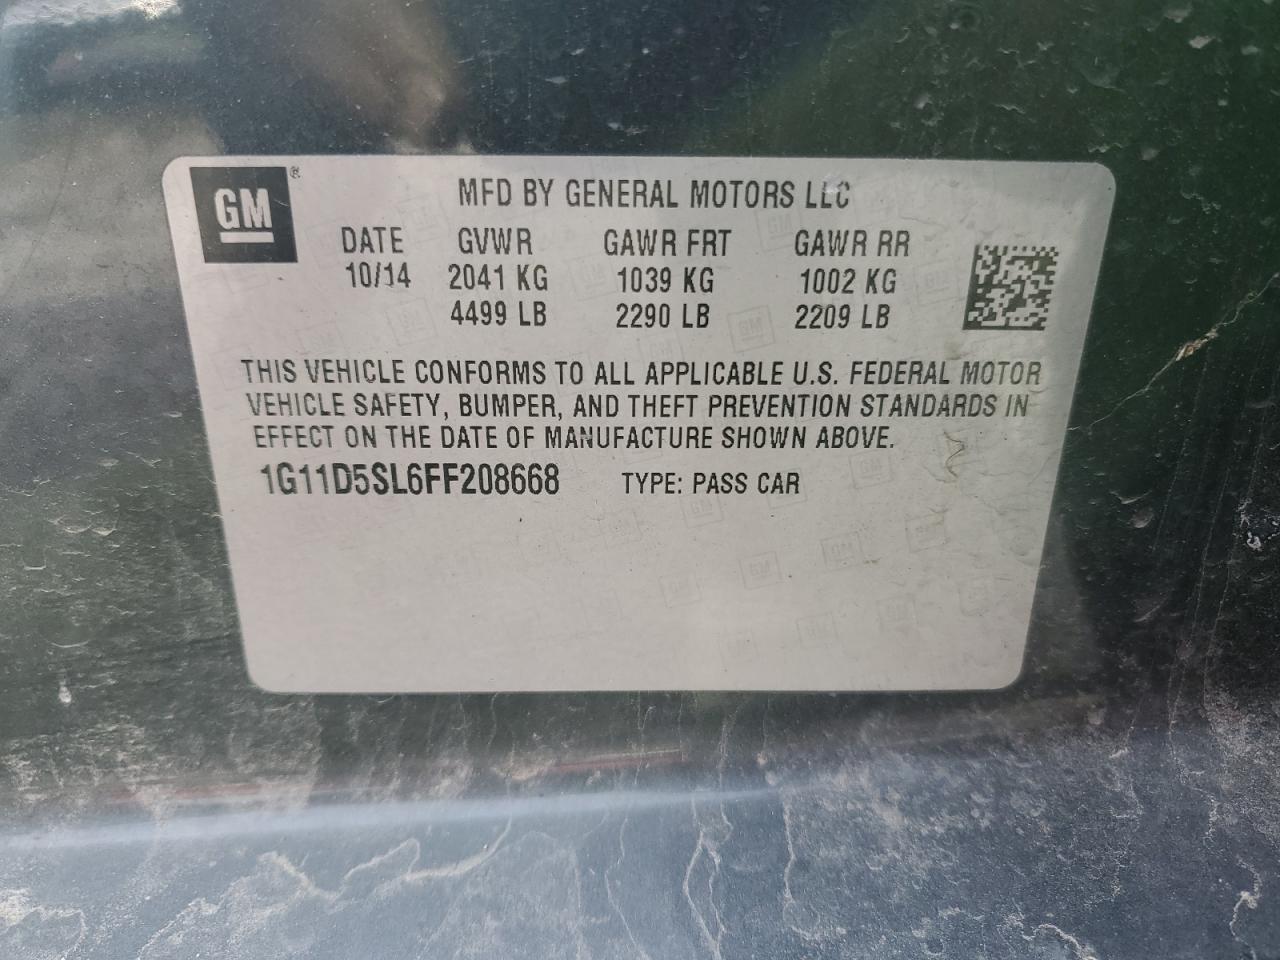 GM®
MFD BY GENERAL MOTORS LLC
DATE GVWR GAWR FRT GAWR RR
10/14 2041 KG 1039 KG 1002 KG
4499 LB 2290 LB 2209 LB
THIS VEHICLE CONFORMS TO ALL APPLICABLE U.S. FEDERAL MOTOR
VEHICLE SAFETY, BUMPER, AND THEFT PREVENTION STANDARDS IN
EFFECT ON THE DATE OF MANUFACTURE SHOWN ABOVE.
1G11D5SL6FF208668 TYPE: PASS CAR